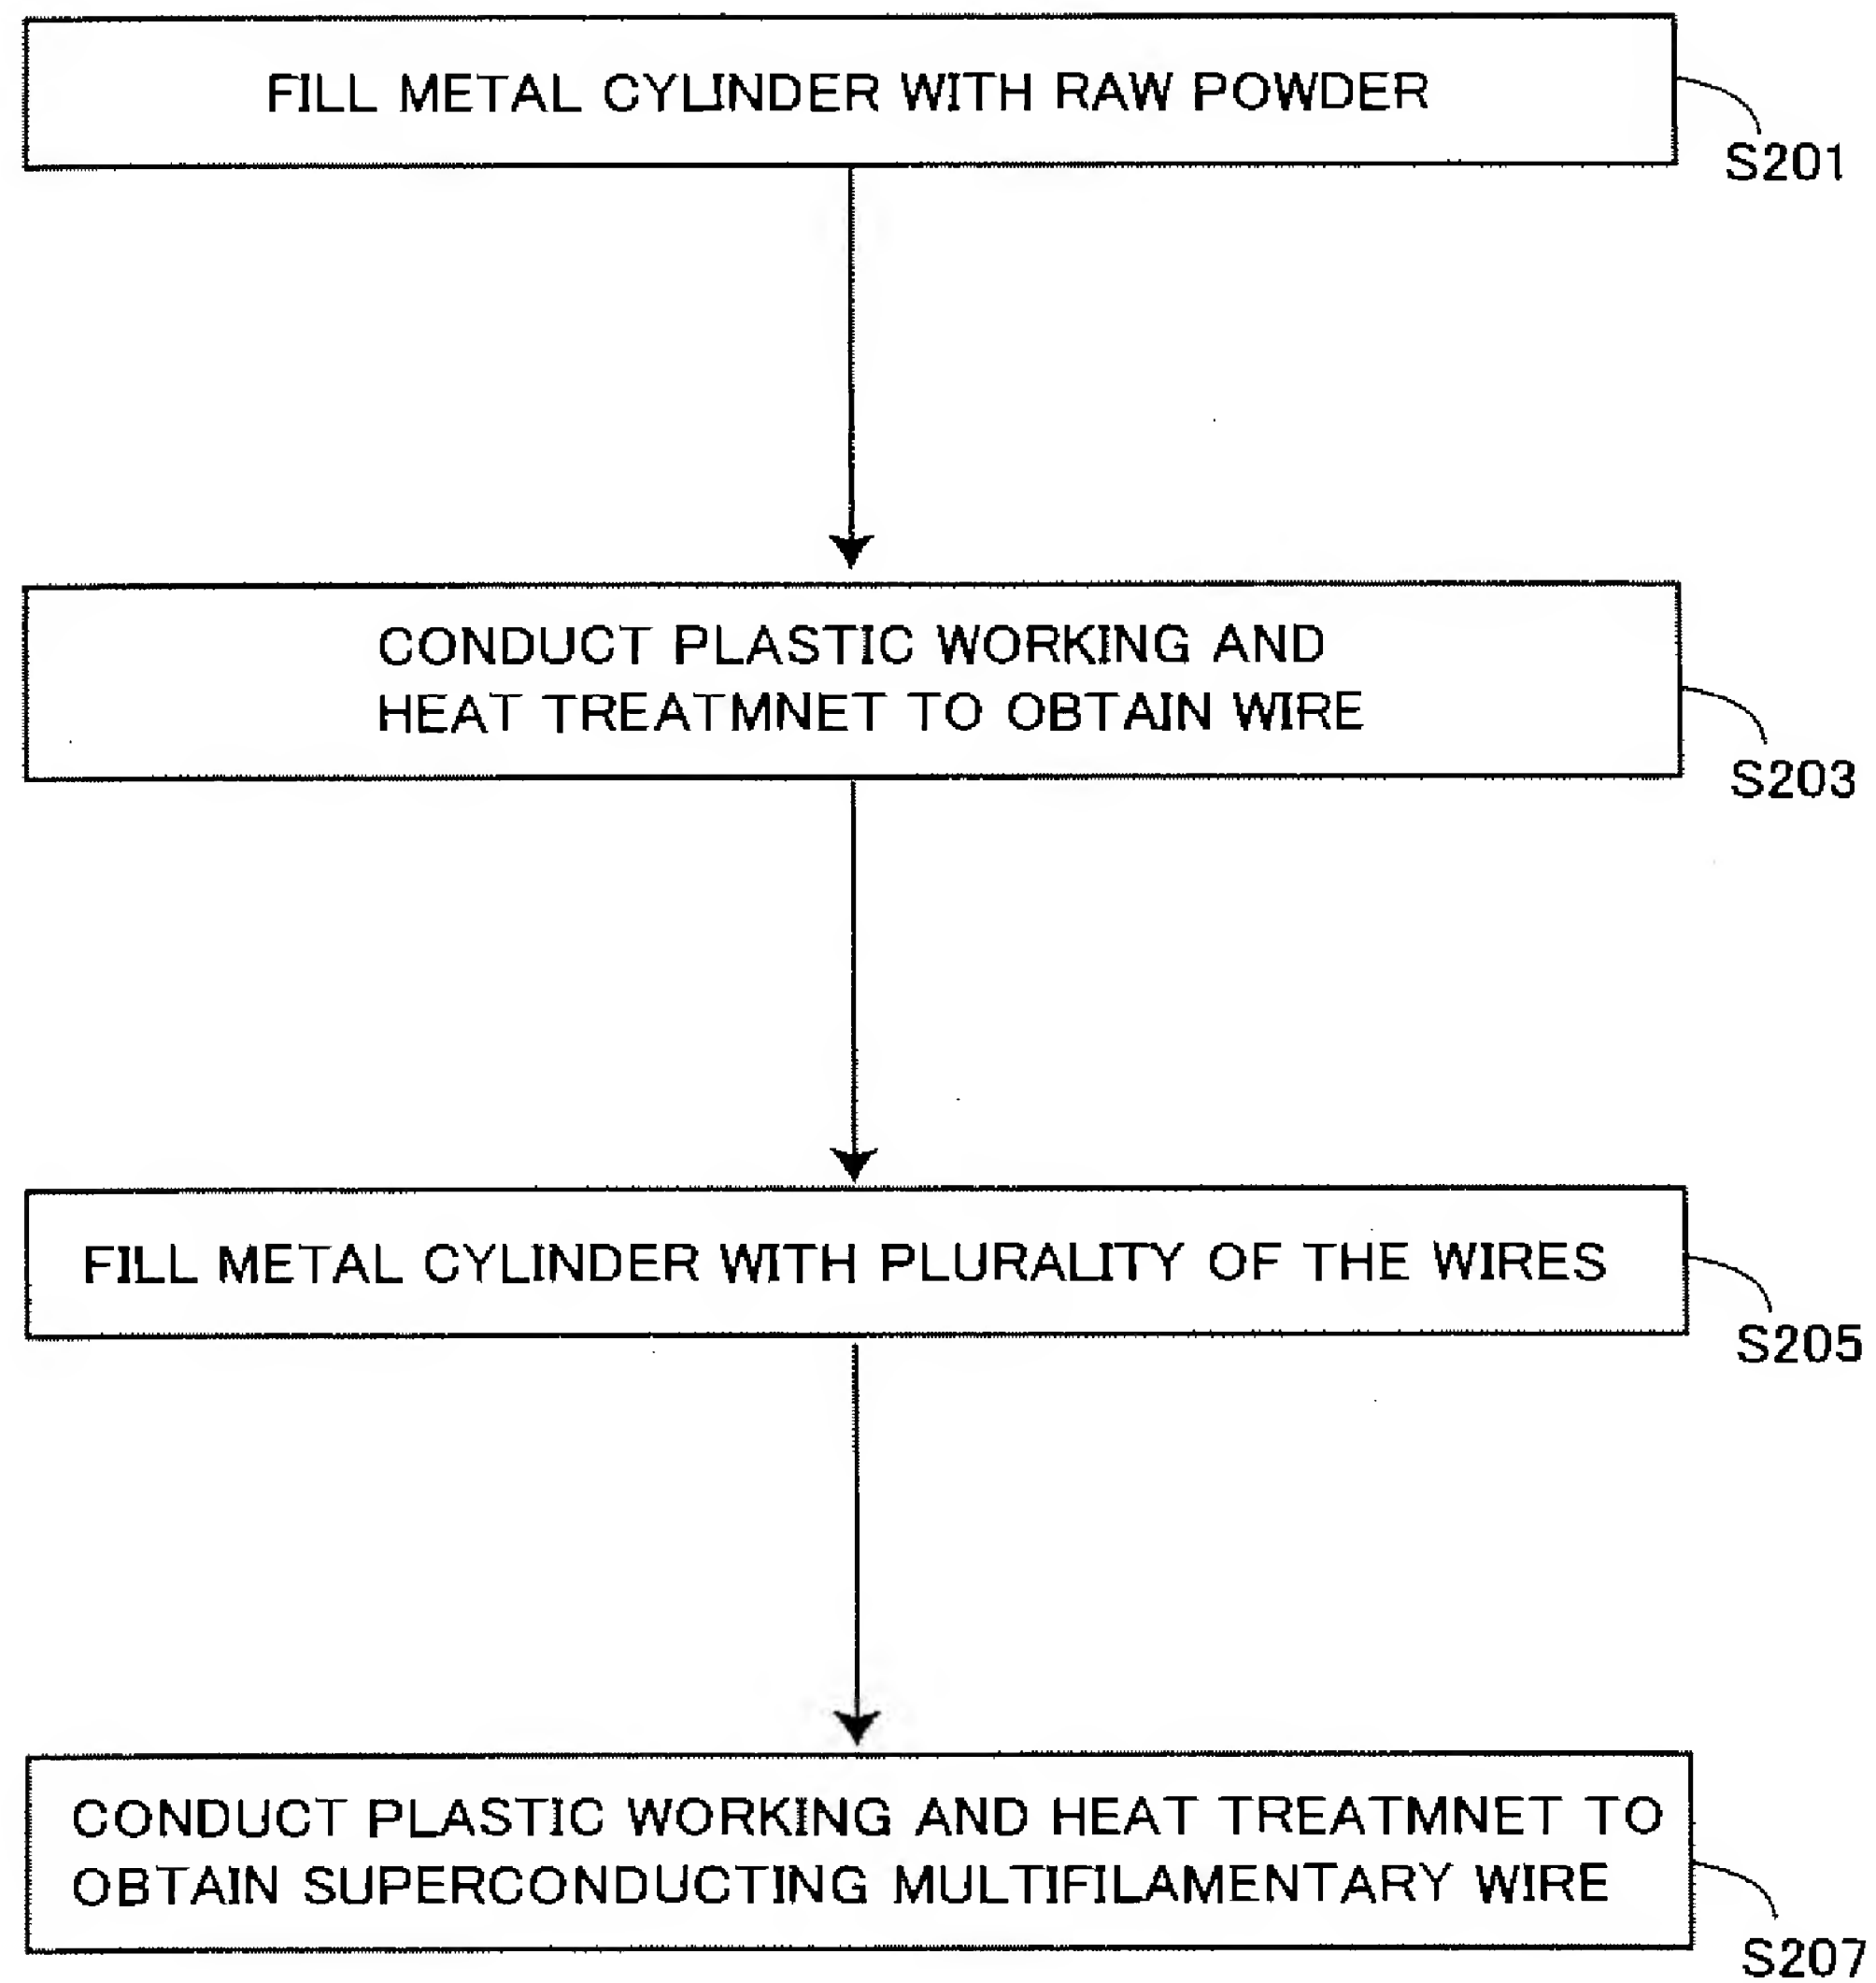 FILL METAL CYLINDER WITH RAW POWDER
S201
CONDUCT PLASTIC WORKING AND
HEAT TREATMNET TO OBTAIN WIRE
S203
FILL METAL CYLINDER WITH PLURALITY OF THE WIRES
S205
CONDUCT PLASTIC WORKING AND HEAT TREATMNET TO
OBTAIN SUPERCONDUCTING MULTIFILAMENTARY WIRE
S207